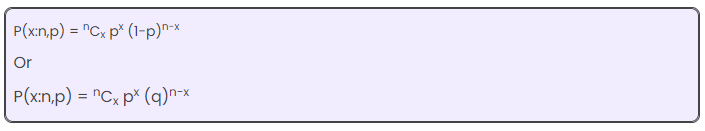 P(x:n,p) = ⁿCₓ pˣ (1-p)ⁿ⁻ˣ
Or
P(x:n,p) = ⁿCₓ pˣ (q)ⁿ⁻ˣ